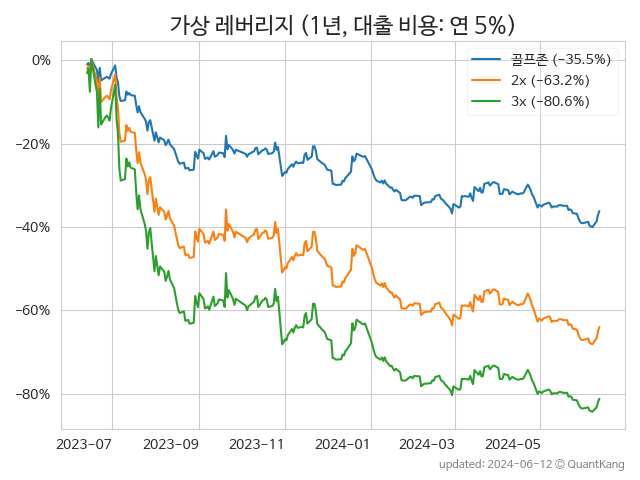 가상 레버리지 (1년, 대출 비용: 연 5%)
0%
−20%
−40%
−60%
−80%
골프존 (−35.5%)
2x (−63.2%)
3x (−80.6%)
2023-07 2023-09 2023-11 2024-01 2024-03 2024-05
updated: 2024-06-12 © QuantKang